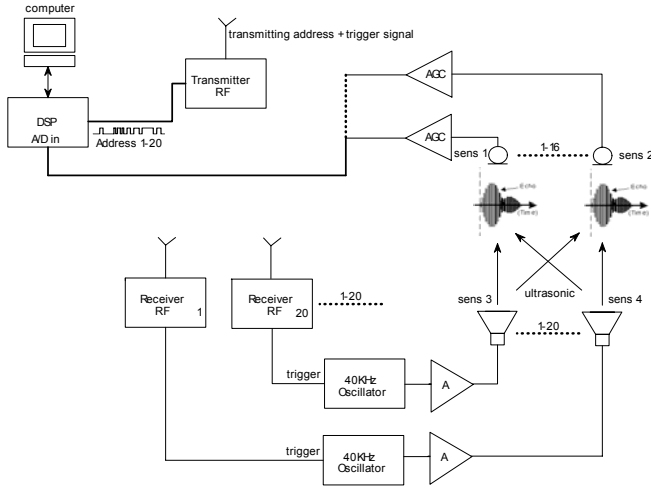 computer
transmitting address + trigger signal
Transmitter
RF
DSP
A/D in
Address 1-20
AGC
AGC
sens 1
1-16
sens 2
Echo
(Time)
Echo
(Time)
Receiver
RF
1
Receiver
RF
20
1-20
ultrasonic
sens 3
sens 4
1-20
trigger
40KHz
Oscillator
A
trigger
40KHz
Oscillator
A